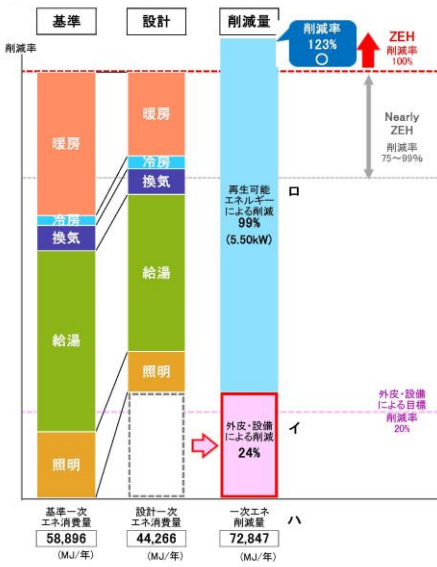 基準
設計
削減量
削減率
削減率
123%
○
ZEH
削減率
100%
暖房
冷房
換気
給湯
照明
暖房
冷房
換気
給湯
照明
再生可能
エネルギー
による削減
99%
(5.50kW)
Nearly
ZEH
削減率
75～99%
ロ
外皮・設備
による目標
削減率
20%
外皮・設備
による削減
24%
イ
基準一次
エネ消費量
58,896
(MJ/年)
設計一次
エネ消費量
44,266
(MJ/年)
一次エネ
削減量
72,847
(MJ/年)
ハ